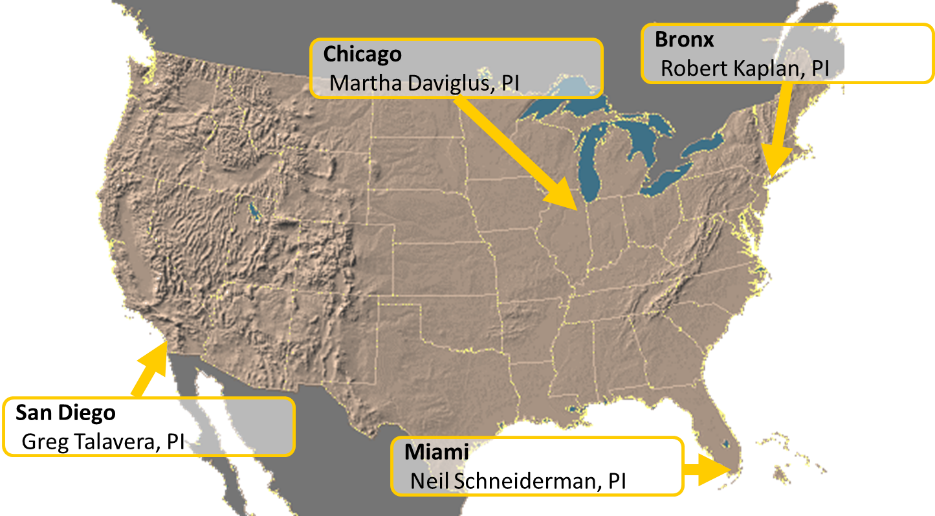 Chicago
Martha Daviglus, PI
Bronx
Robert Kaplan, PI
San Diego
Greg Talavera, PI
Miami
Neil Schneiderman, PI